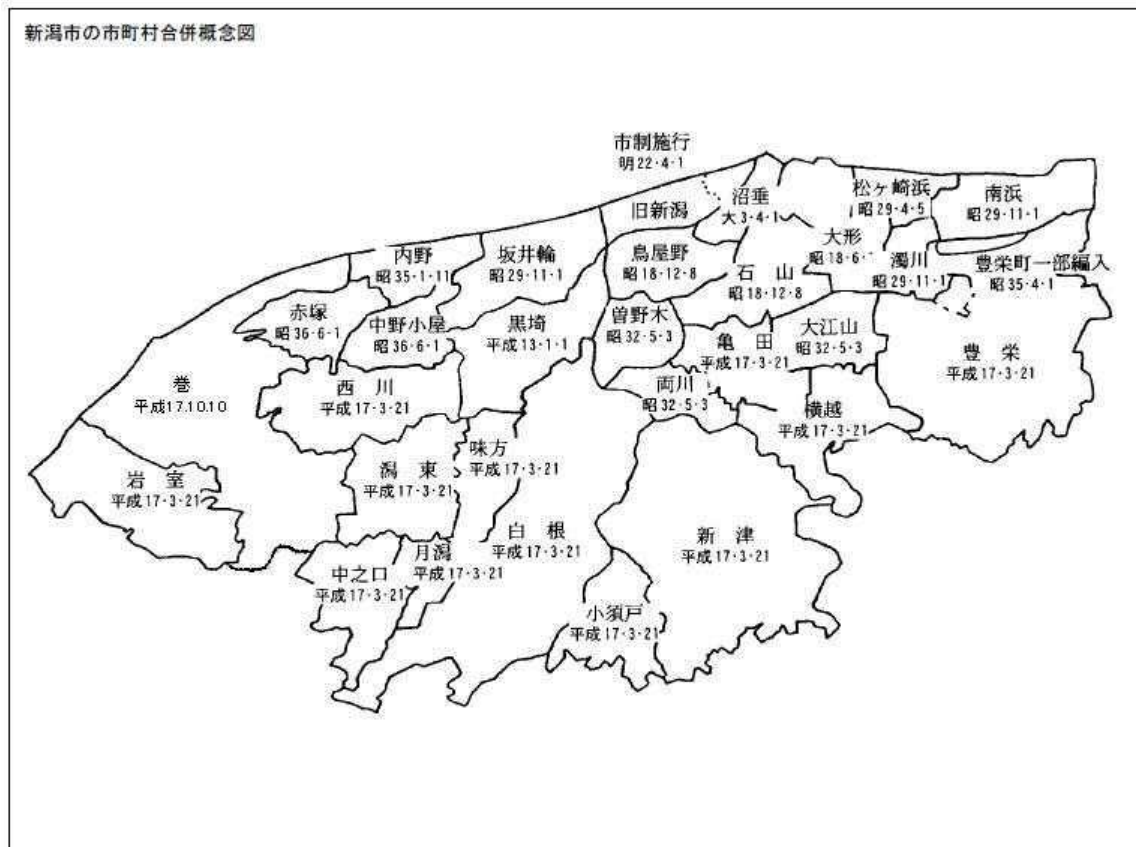 新潟市の市町村合併概念図
市制施行
明22・4・1
旧新潟
沼垂
大3・4・1
松ヶ崎浜
昭29・4・5
南浜
昭29・11・1
内野
昭35・1・11
坂井輪
昭29・11・1
鳥屋野
昭18・12・8
石山
昭18・12・8
大形
昭18・6・1
濁川
昭29・11・1
豊栄町一部編入
昭35・4・1
赤塚
昭36・6・1
中野小屋
昭36・6・1
黒埼
平成13・1・1
曽野木
昭32・5・3
亀田
平成17・3・21
大江山
昭32・5・3
豊栄
平成17・3・21
巻
平成17.10.10
西川
平成17・3・21
両川
昭32・5・3
横越
平成17・3・21
味方
平成17・3・21
岩室
平成17・3・21
潟東
平成17・3・21
白根
平成17・3・21
新津
平成17・3・21
中之口
平成17・3・21
月潟
平成17・3・21
小須戸
平成17・3・21